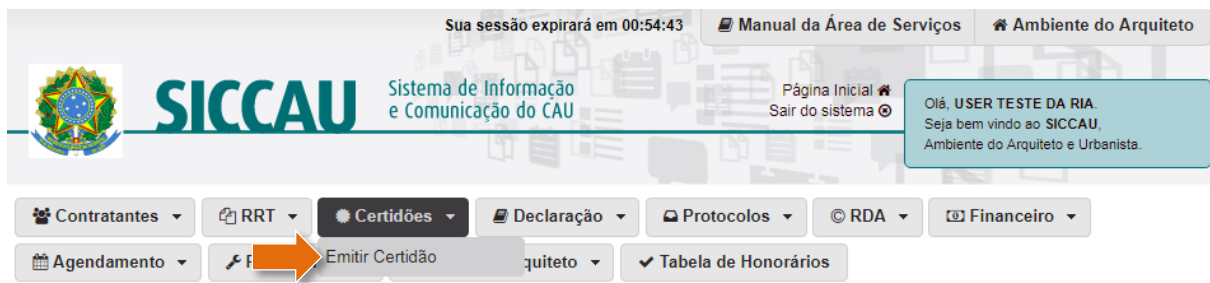 Sua sessão expirará em 00:54:43 Manual da Área de Serviços Ambiente do Arquiteto
SICCAU
Sistema de Informação
e Comunicação do CAU
Página Inicial
Sair do sistema
Olá, USER TESTE DA RIA.
Seja bem vindo ao SICCAU,
Ambiente do Arquiteto e Urbanista.
Contratantes RRT Certidões Declaração Protocolos © RDA Financeiro
Emitir Certidão
Agendamento quiteto Tabela de Honorários